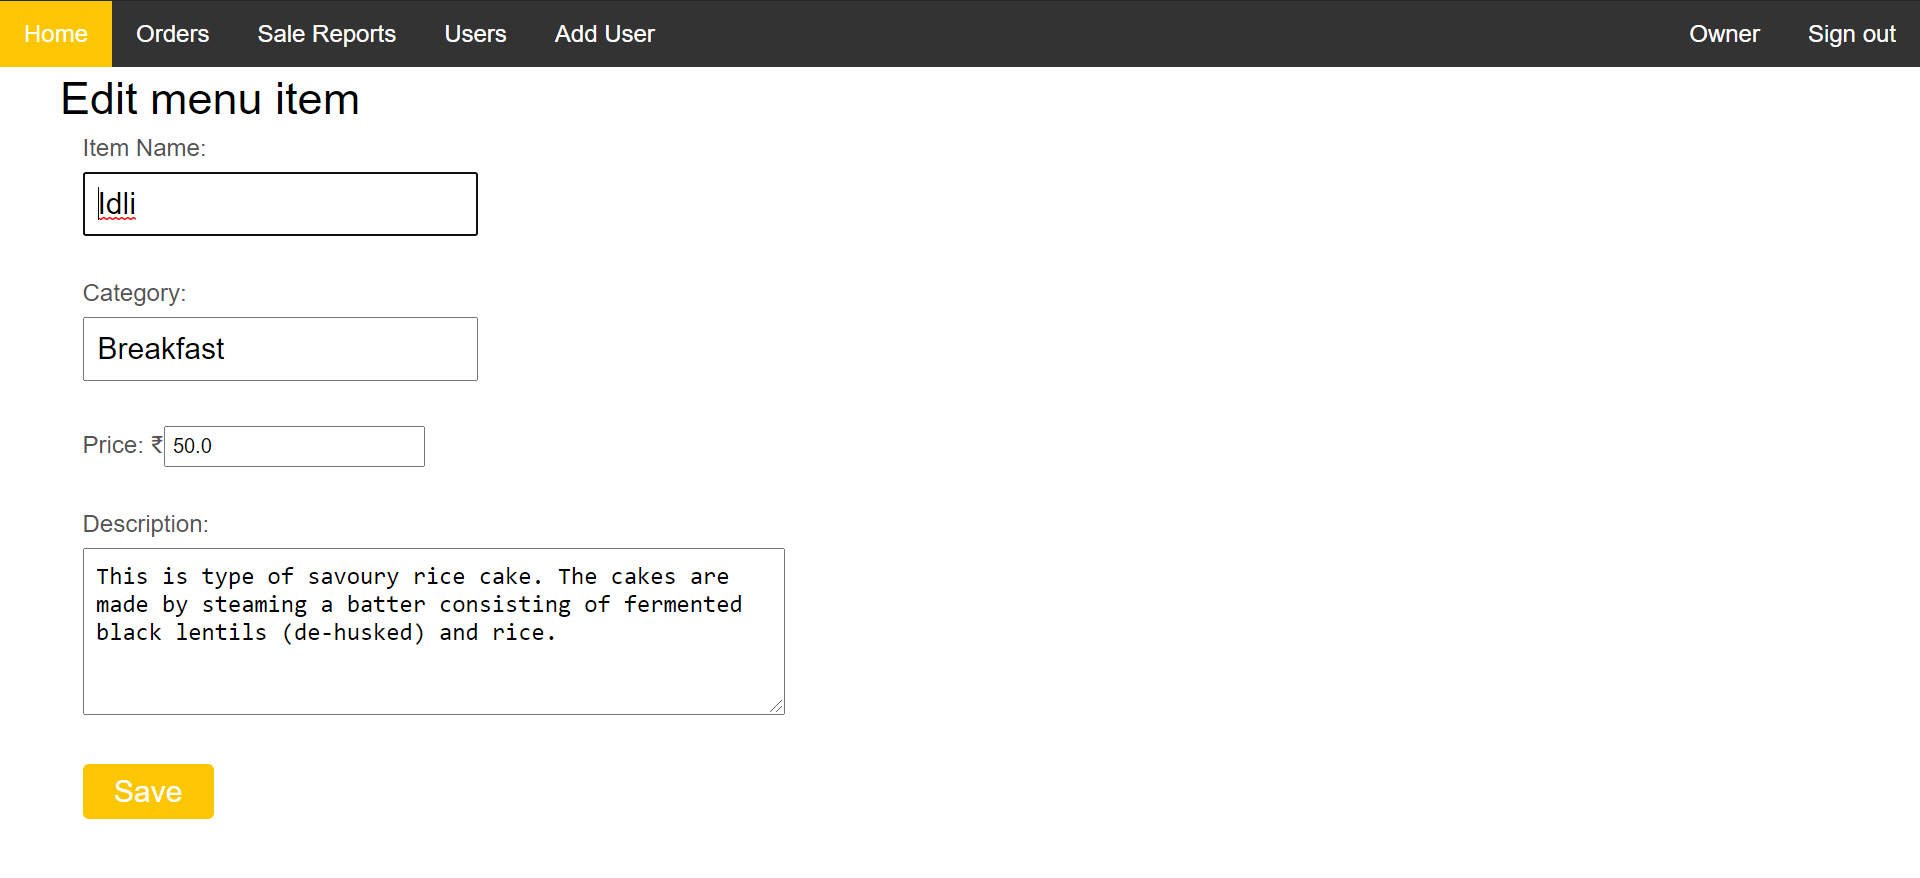 Home Orders Sale Reports Users Add User Owner Sign out
Edit menu item
Item Name:
Idli
Category:
Breakfast
Price: ₹ 50.0
Description:
This is type of savoury rice cake. The cakes are
made by steaming a batter consisting of fermented
black lentils (de-husked) and rice.
Save